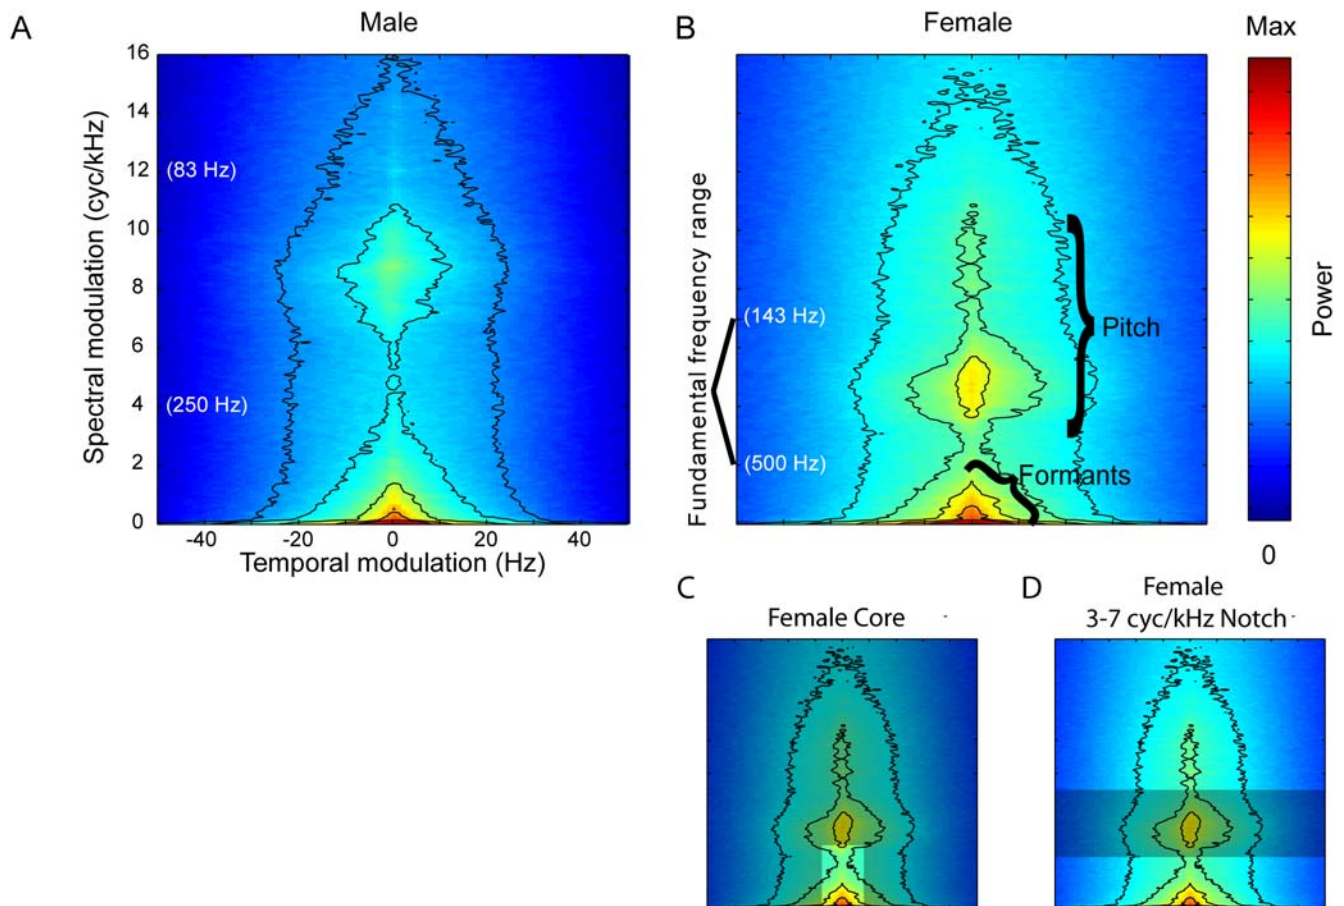 A
Male
B
Female
Max
Spectral modulation (cyc/kHz)
16
14
12
10
8
6
4
2
0
(83 Hz)
(250 Hz)
-40
-20
0
20
40
Temporal modulation (Hz)
Fundamental frequency range
(143 Hz)
(500 Hz)
Pitch
Formants
Power
0
C
Female Core
D
Female
3-7 cyc/kHz Notch